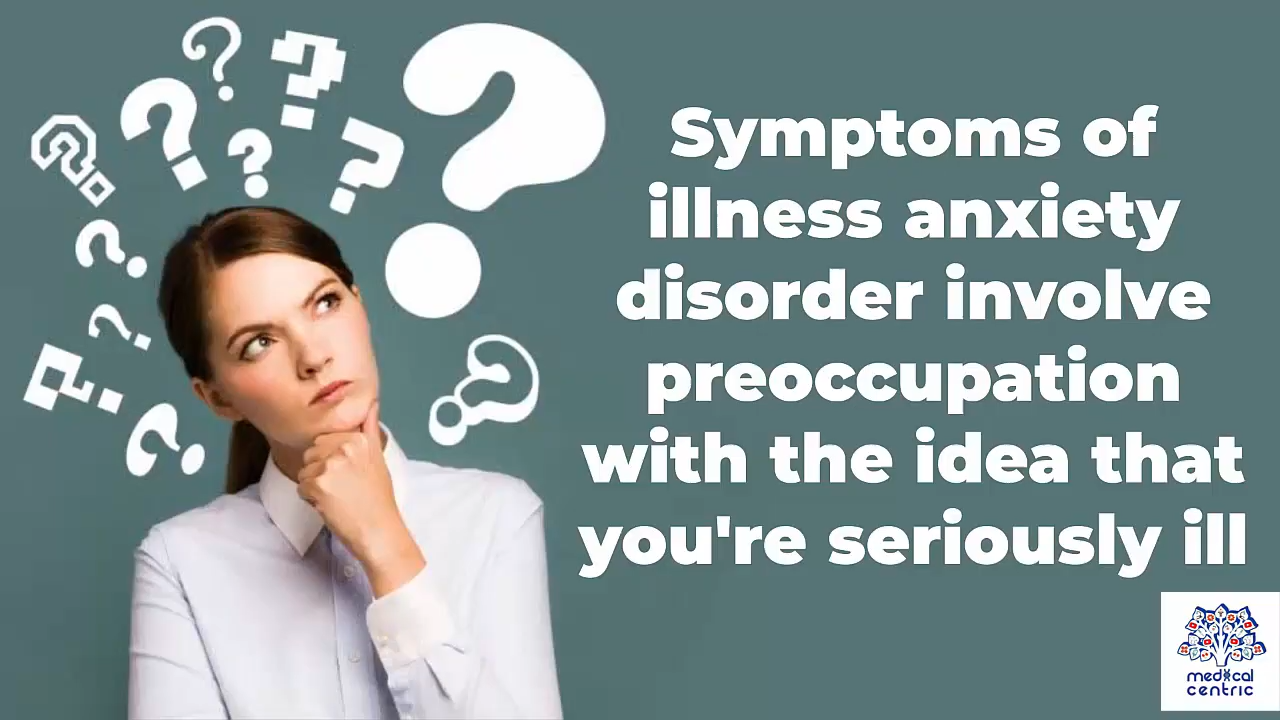 Symptoms of
illness anxiety
disorder involve
preoccupation
with the idea that
you're seriously ill
medical
centric